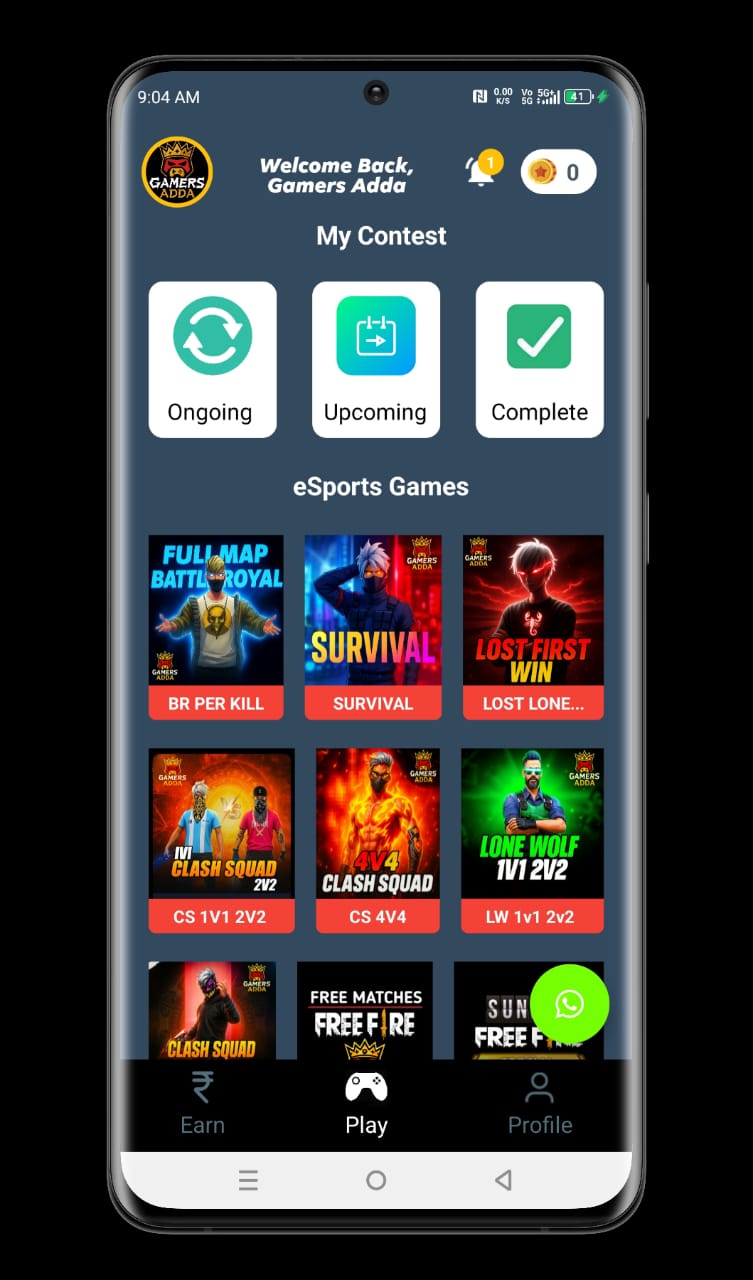 9:04 AM
0.00
K/S
Vo
5G
5G+
41
GAMERS
ADDA
Welcome Back,
Gamers Adda
1
0
My Contest
Ongoing
Upcoming
Complete
eSports Games
FULL MAP
BATTLE ROYAL
GAMERS
ADDA
BR PER KILL
GAMERS
ADDA
SURVIVAL
SURVIVAL
GAMERS
ADDA
LOST FIRST
WIN
LOST LONE...
GAMERS
ADDA
VS
1V1
CLASH SQUAD
2V2
CS 1V1 2V2
GAMERS
ADDA
4V4
CLASH SQUAD
CS 4V4
GAMERS
ADDA
LONE WOLF
1V1 2V2
LW 1v1 2v2
GAMERS
ADDA
CLASH SQUAD
FREE MATCHES
FREE FIRE
SUN
FREE FIRE
Earn
Play
Profile